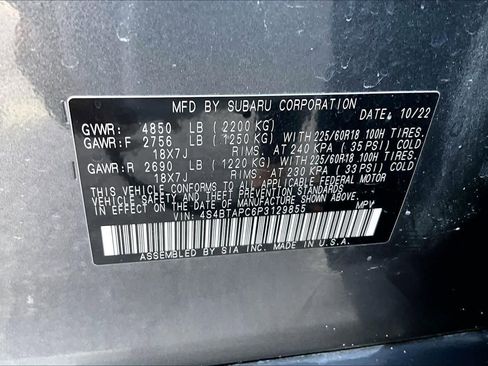 MFD BY SUBARU CORPORATION DATE: 10/22
GVWR: 4850 LB (2200 KG)
GAWR:F 2756 LB (1250 KG) WITH 225/60R18 100H TIRES.
18X7J RIMS, AT 240 KPA ( 35 PSI) COLD
GAWR:R 2690 LB (1220 KG) WITH 225/60R18 100H TIRES.
18X7J RIMS, AT 230 KPA ( 33 PSI) COLD
THIS VEHICLE CONFORMS TO ALL APPLICABLE FEDERAL MOTOR
VEHICLE SAFETY, BUMPER, AND THEFT PREVENTION STANDARDS
IN EFFECT ON THE DATE OF MANUFACTURE SHOWN ABOVE.
VIN: 4S4BTAPC6P3129855 MPV
ASSEMBLED BY SIA INC. MADE IN U.S.A.